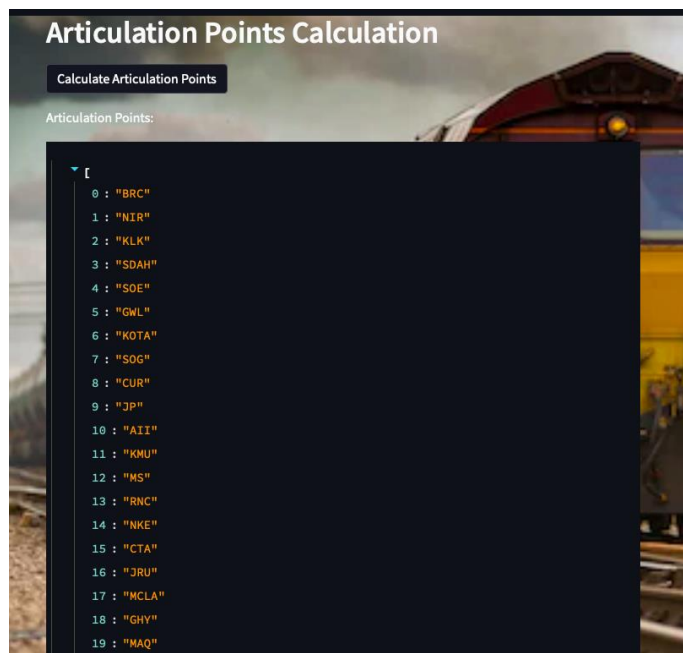 Articulation Points Calculation
Calculate Articulation Points
Articulation Points:
[
0 : "BRC"
1 : "NIR"
2 : "KLK"
3 : "SDAH"
4 : "SOE"
5 : "GWL"
6 : "KOTA"
7 : "SOG"
8 : "CUR"
9 : "JP"
10 : "AII"
11 : "KMU"
12 : "MS"
13 : "RNC"
14 : "NKE"
15 : "CTA"
16 : "JRU"
17 : "MCLA"
18 : "GHY"
19 : "MAQ"